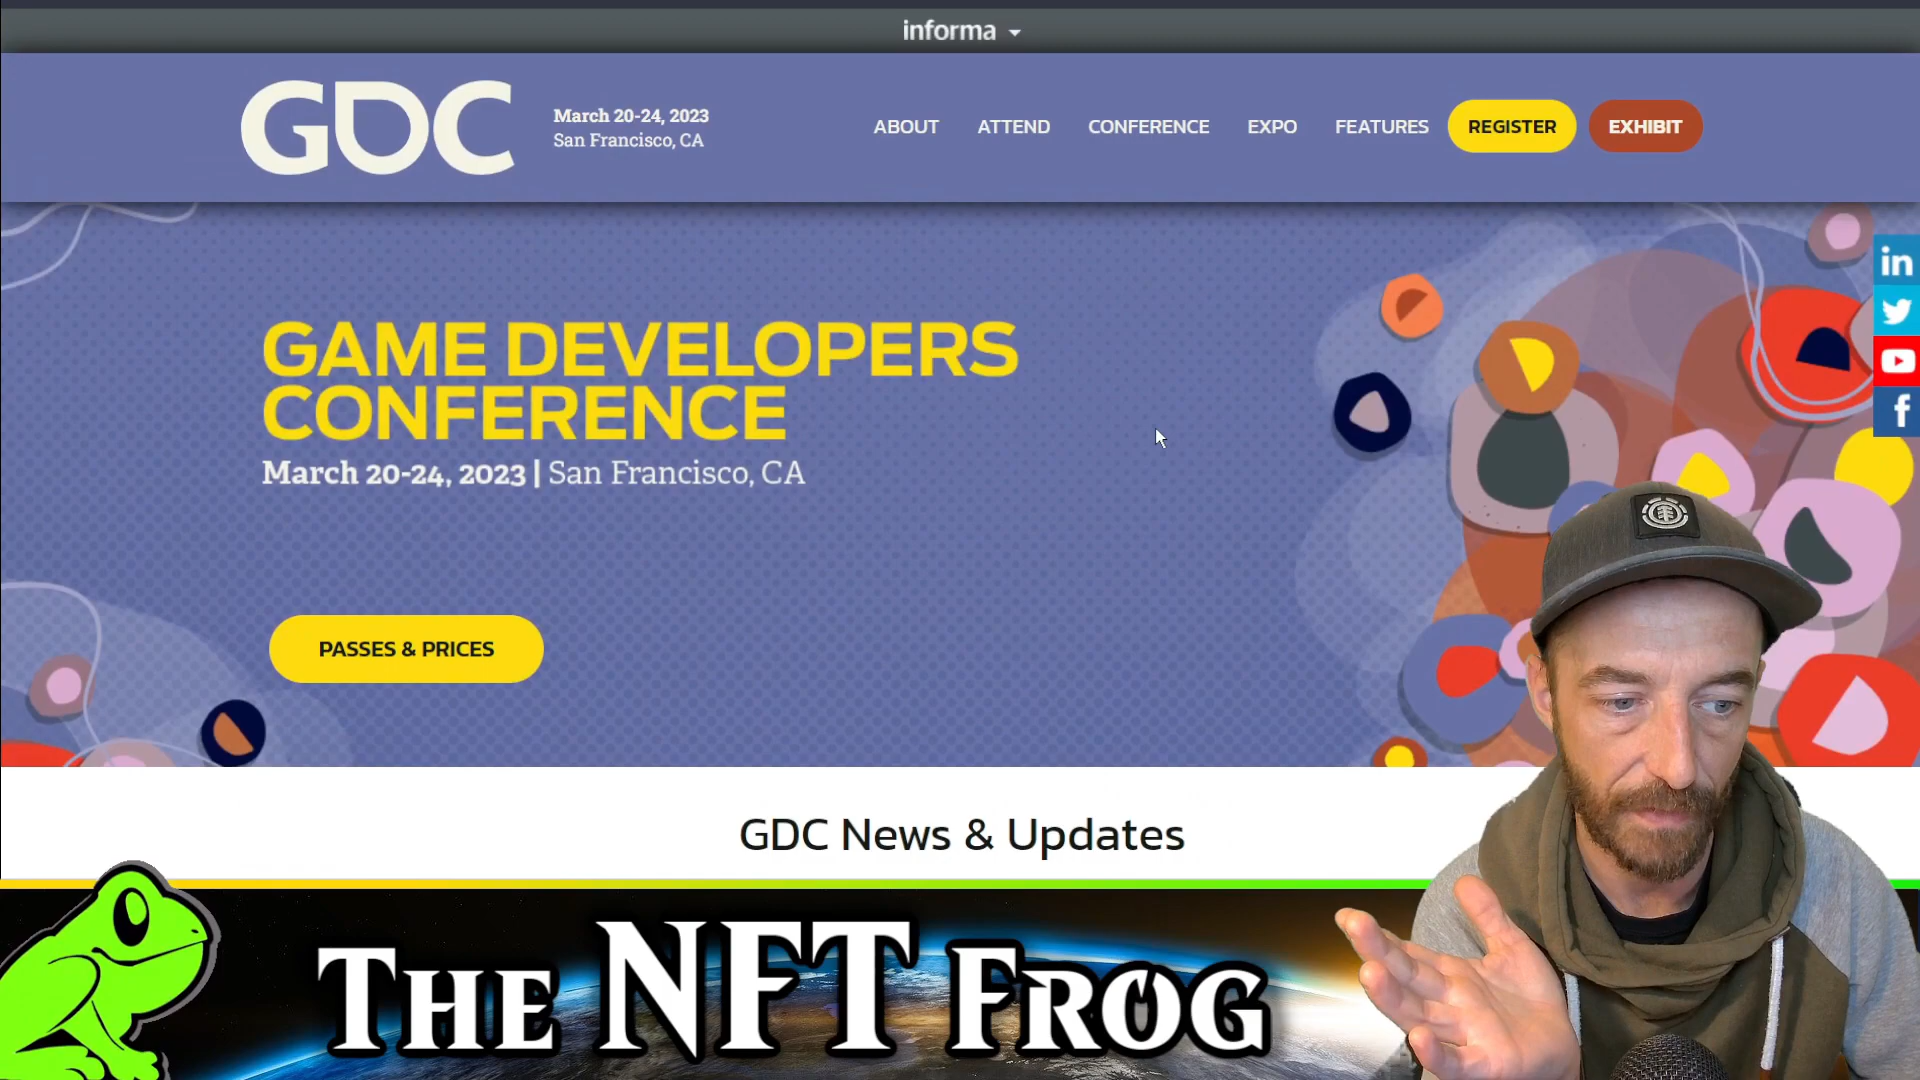 informa
GDC
March 20-24, 2023
San Francisco, CA
ABOUT
ATTEND
CONFERENCE
EXPO
FEATURES
REGISTER
EXHIBIT
in
GAME DEVELOPERS
CONFERENCE
March 20-24, 2023 | San Francisco, CA
f
PASSES & PRICES
GDC News & Updates
THE NFT FROG